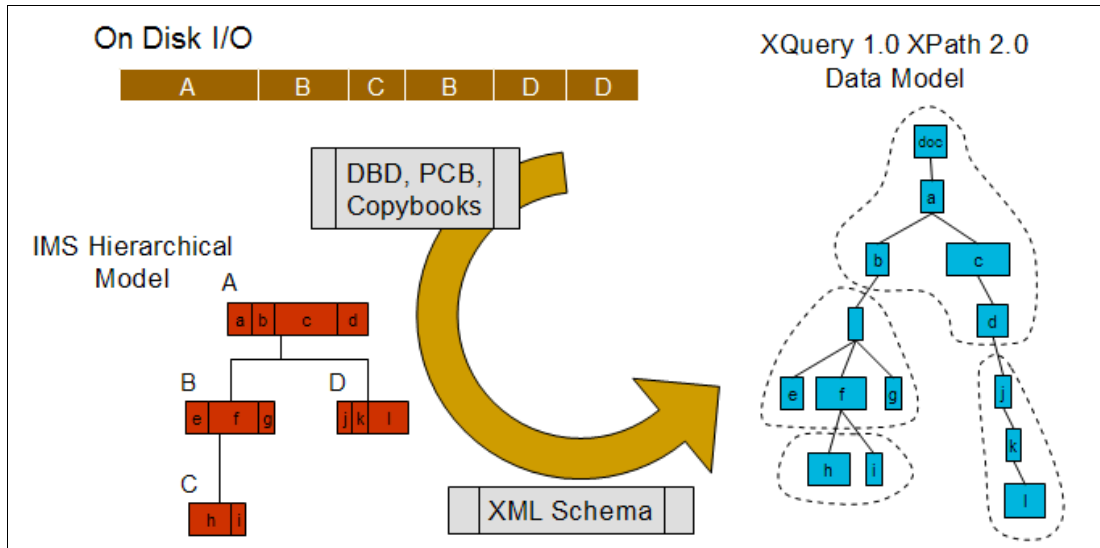 On Disk I/O
A B C B D D
XQuery 1.0 XPath 2.0
Data Model
DBD, PCB,
Copybooks
IMS Hierarchical
Model
A
a b c d
B
e f g
D
j k l
C
h i
XML Schema
doc
a
b c
d
e f g
j
h i
k
l